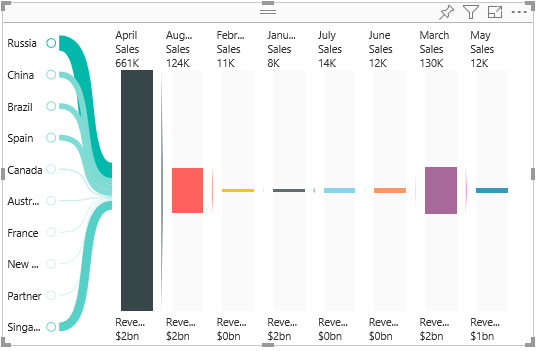 April Aug... Febr... Janu... July June March May
Sales Sales Sales Sales Sales Sales Sales Sales
661K 124K 11K 8K 14K 12K 130K 12K
Russia
China
Brazil
Spain
Canada
Austr...
France
New ...
Partner
Singa...
Reve... Reve... Reve... Reve... Reve... Reve... Reve... Reve...
$2bn $2bn $0bn $2bn $0bn $0bn $2bn $1bn